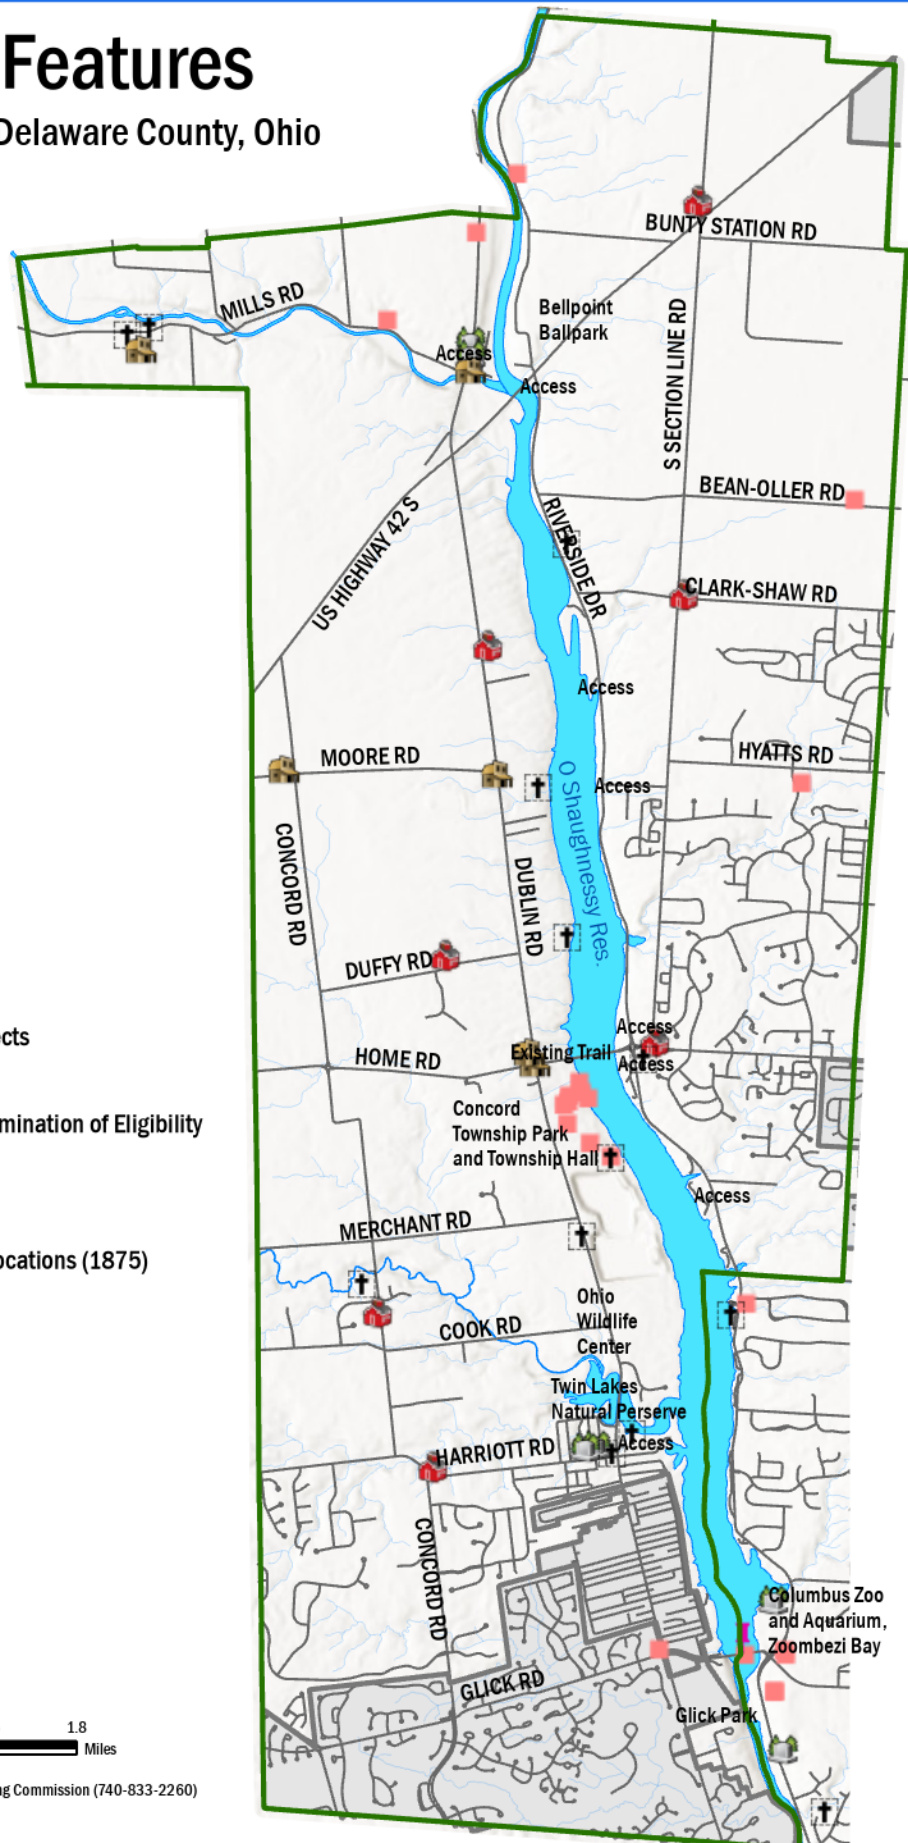 Features
Delaware County, Ohio
BUNTY STATION RD
MILLS RD
Bellpoint
Ballpark
Access
Access
S SECTION LINE RD
BEAN-OLLER RD
US HIGHWAY 42 S
RIVERSIDE DR
CLARK-SHAW RD
Access
HYATTS RD
MOORE RD
Access
O Shaughnessy Res.
CONCORD RD
DUBLIN RD
DUFFY RD
Access
ects
Existing Trail
HOME RD
Access
Concord
Township Park
and Township Hall
mination of Eligibility
Access
MERCHANT RD
ocations (1875)
Ohio
Wildlife
Center
COOK RD
Twin Lakes
Natural Perserve
HARRIOTT RD
Access
CONCORD RD
Columbus Zoo
and Aquarium,
Zoombezi Bay
GLICK RD
Glick Park
1.8
Miles
ng Commission (740-833-2260)